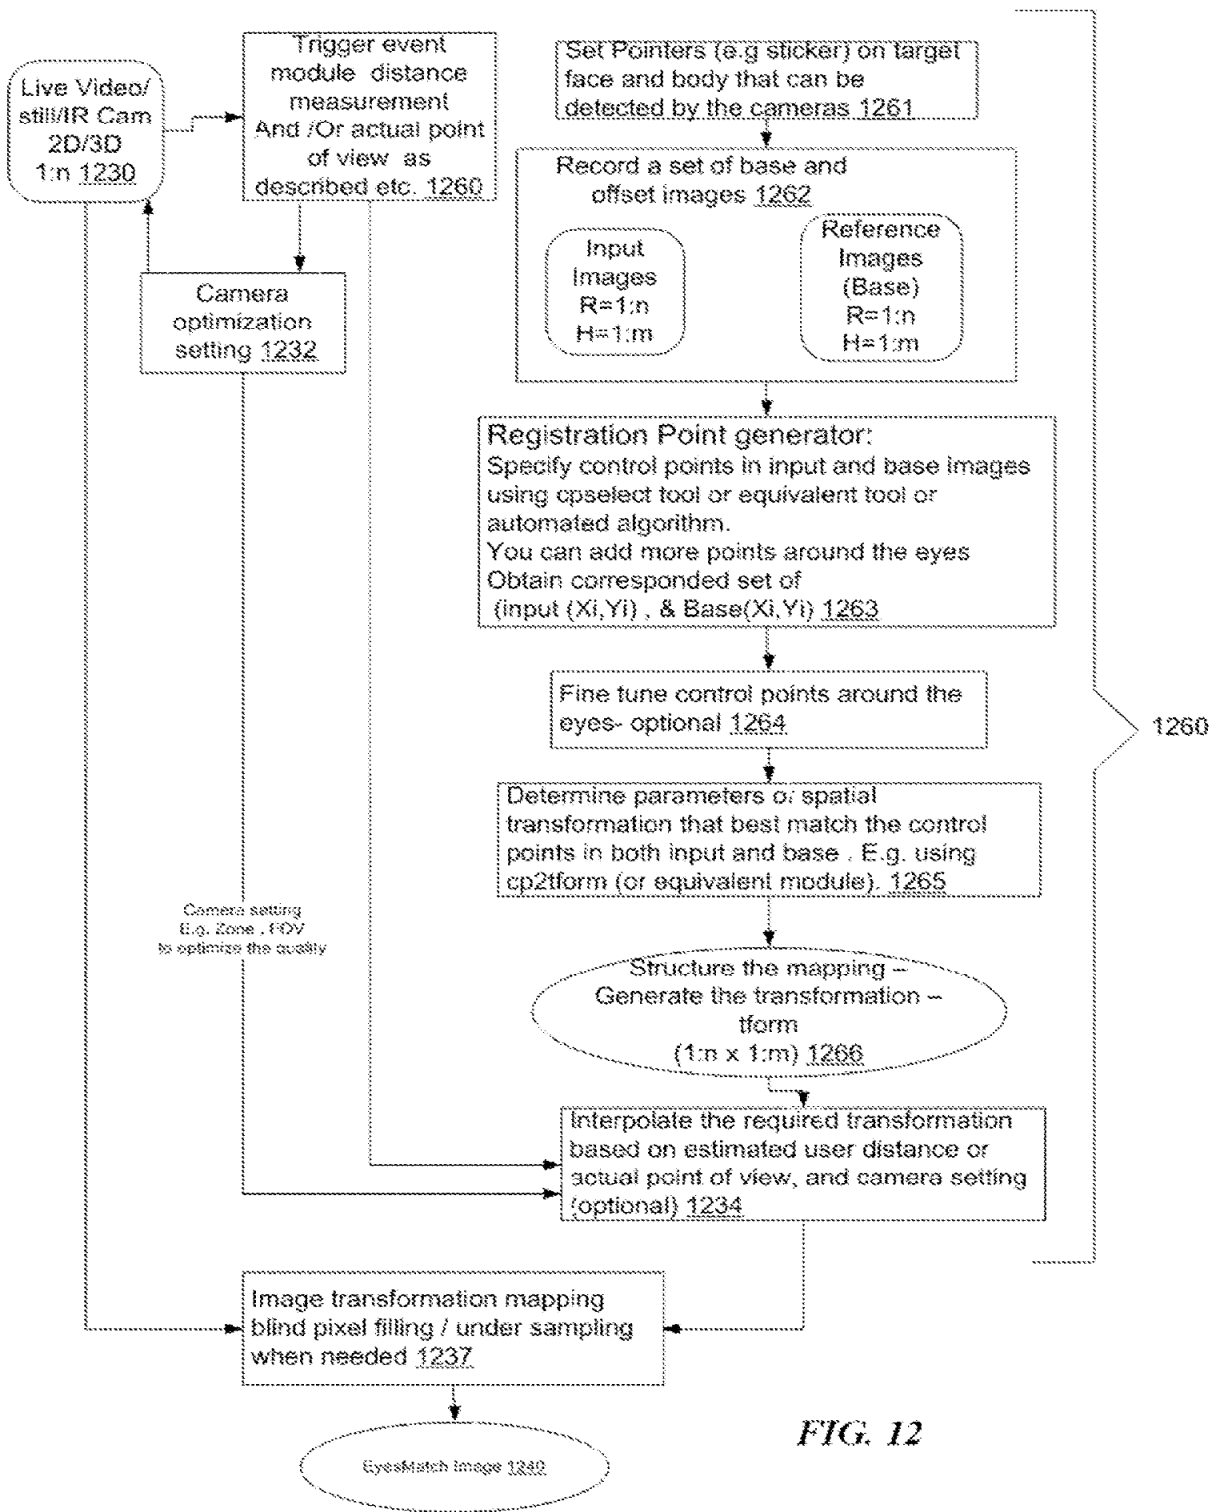 Live Video/
still/IR Cam
2D/3D
1:n 1230
Trigger event
module distance
measurement
And /Or actual point
of view as
described etc. 1260
Camera
optimization
setting 1232
Set Pointers (e.g sticker) on target
face and body that can be
detected by the cameras 1261
Record a set of base and
offset images 1262
Input
Images
R=1:n
H=1:m
Reference
Images
(Base)
R=1:n
H=1:m
Registration Point generator:
Specify control points in input and base images
using cpselect tool or equivalent tool or
automated algorithm.
You can add more points around the eyes
Obtain corresponded set of
(input (Xi,Yi) , & Base(Xi,Yi) 1263
Fine tune control points around the
eyes- optional 1264
1260
Determine parameters of spatial
transformation that best match the control
points in both input and base . E.g. using
cp2tform (or equivalent module). 1265
Camera setting
E.g. Zone , FOV
to optimize the quality
Structure the mapping –
Generate the transformation –
tform
(1:n x 1:m) 1266
Interpolate the required transformation
based on estimated user distance or
actual point of view, and camera setting
(optional) 1234
Image transformation mapping
blind pixel filling / under sampling
when needed 1237
EyesMatch Image 1240
FIG. 12